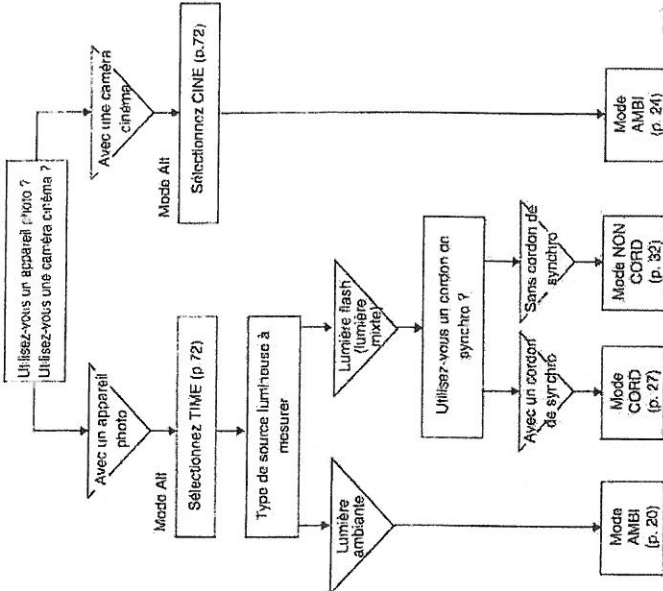 Utilisez-vous un appareil photo ?
Utilisez-vous une caméra cinéma ?
Avec un appareil
photo
Avec une caméra
cinéma
Mode Alt
Sélectionnez TIME (p 72)
Mode Alt
Sélectionnez CINE (p.72)
Type de source lumineuse à
mesurer
Lumière
ambiante
Lumière flash
(lumière
mixte)
Utilisez-vous un cordon de
synchro ?
Avec un cordon
de synchro
Sans cordon de
synchro
Mode
AMBI
(p. 20)
Mode
CORD
(p. 27)
Mode NON
CORD
(p. 32)
Mode
AMBI
(p. 24)